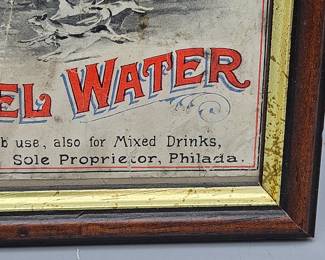 EL WATER
b use, also for Mixed Drinks,
Sole Proprietor, Philada.